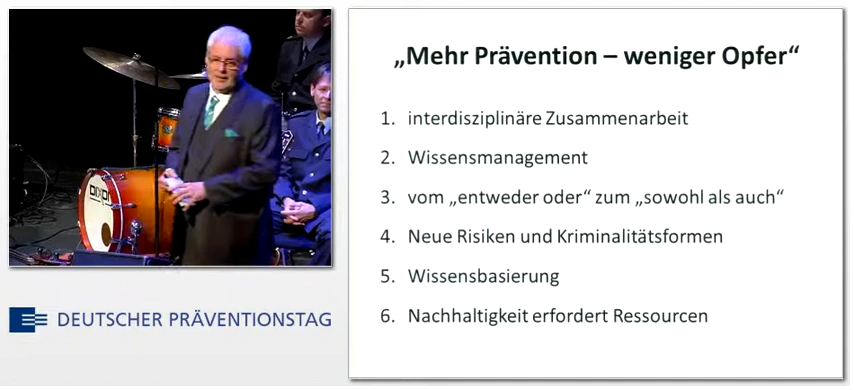 DIXON
DEUTSCHER PRÄVENTIONSTAG
„Mehr Prävention – weniger Opfer“
1. interdisziplinäre Zusammenarbeit
2. Wissensmanagement
3. vom „entweder oder“ zum „sowohl als auch“
4. Neue Risiken und Kriminalitätsformen
5. Wissensbasierung
6. Nachhaltigkeit erfordert Ressourcen